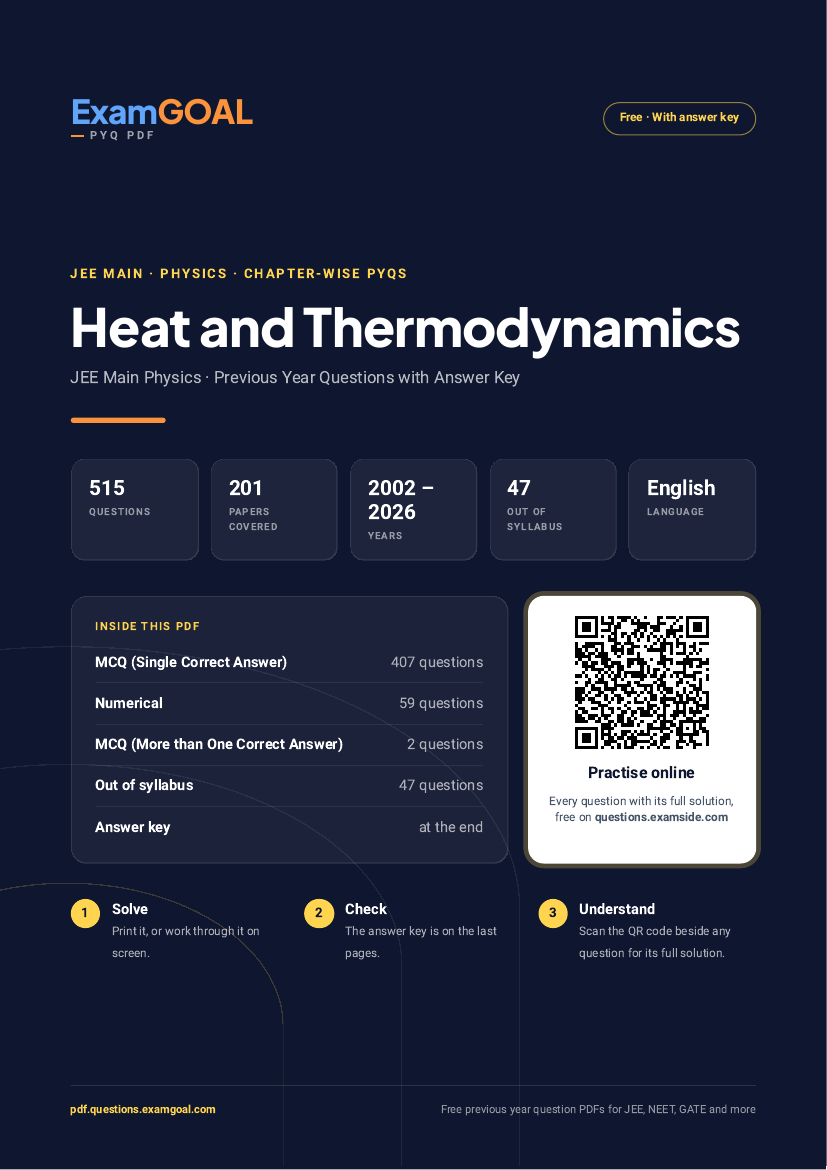 ExamGOAL
PYQ PDF
Free · With answer key
JEE MAIN · PHYSICS · CHAPTER-WISE PYQS
Heat and Thermodynamics
JEE Main Physics · Previous Year Questions with Answer Key
515
QUESTIONS
201
PAPERS
COVERED
2002 –
2026
YEARS
47
OUT OF
SYLLABUS
English
LANGUAGE
INSIDE THIS PDF
MCQ (Single Correct Answer) 407 questions
Numerical 59 questions
MCQ (More than One Correct Answer) 2 questions
Out of syllabus 47 questions
Answer key at the end
Practise online
Every question with its full solution,
free on questions.examside.com
1 Solve
Print it, or work through it on
screen.
2 Check
The answer key is on the last
pages.
3 Understand
Scan the QR code beside any
question for its full solution.
pdf.questions.examgoal.com
Free previous year question PDFs for JEE, NEET, GATE and more